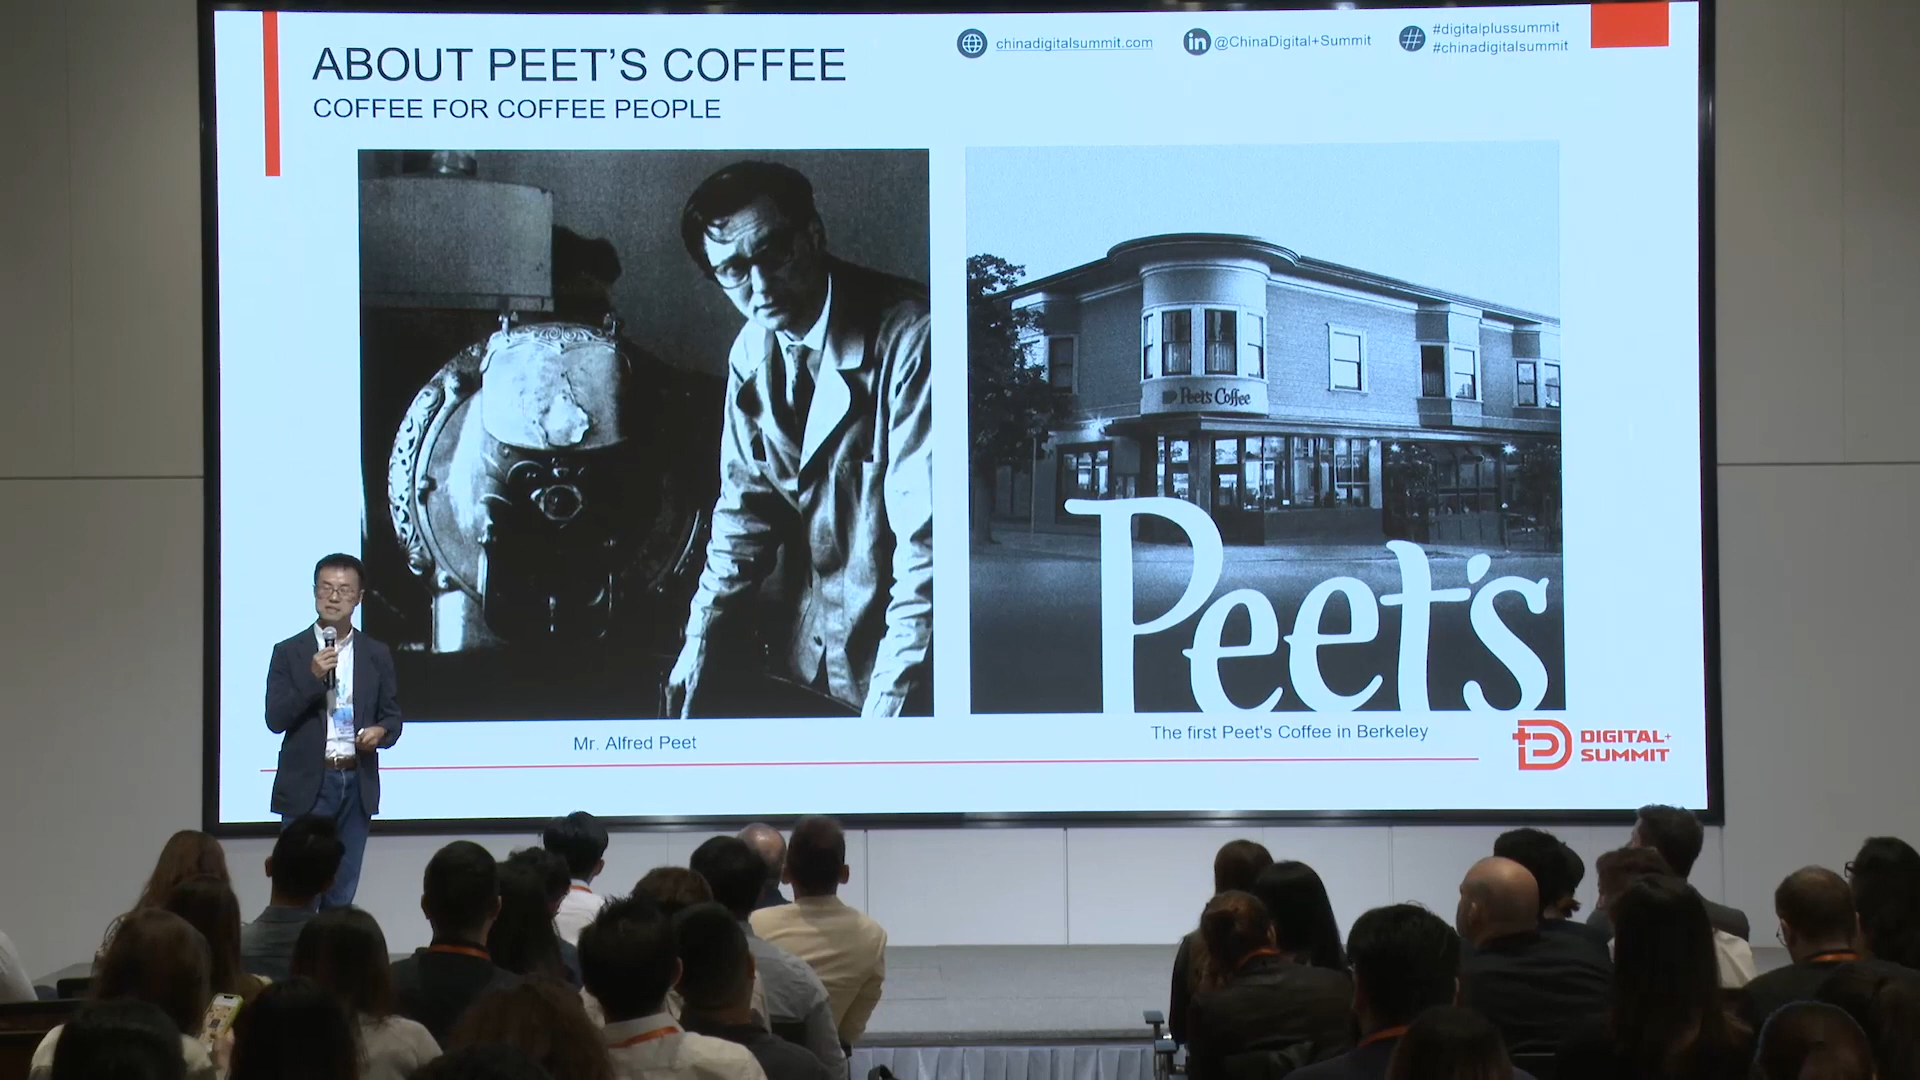 ABOUT PEET'S COFFEE
COFFEE FOR COFFEE PEOPLE
chinadigitalsummit.com
in @ChinaDigital+Summit
# #digitalplussummit
#chinadigitalsummit
Peet's Coffee
Peet's
Mr. Alfred Peet
The first Peet's Coffee in Berkeley
DIGITAL+
SUMMIT